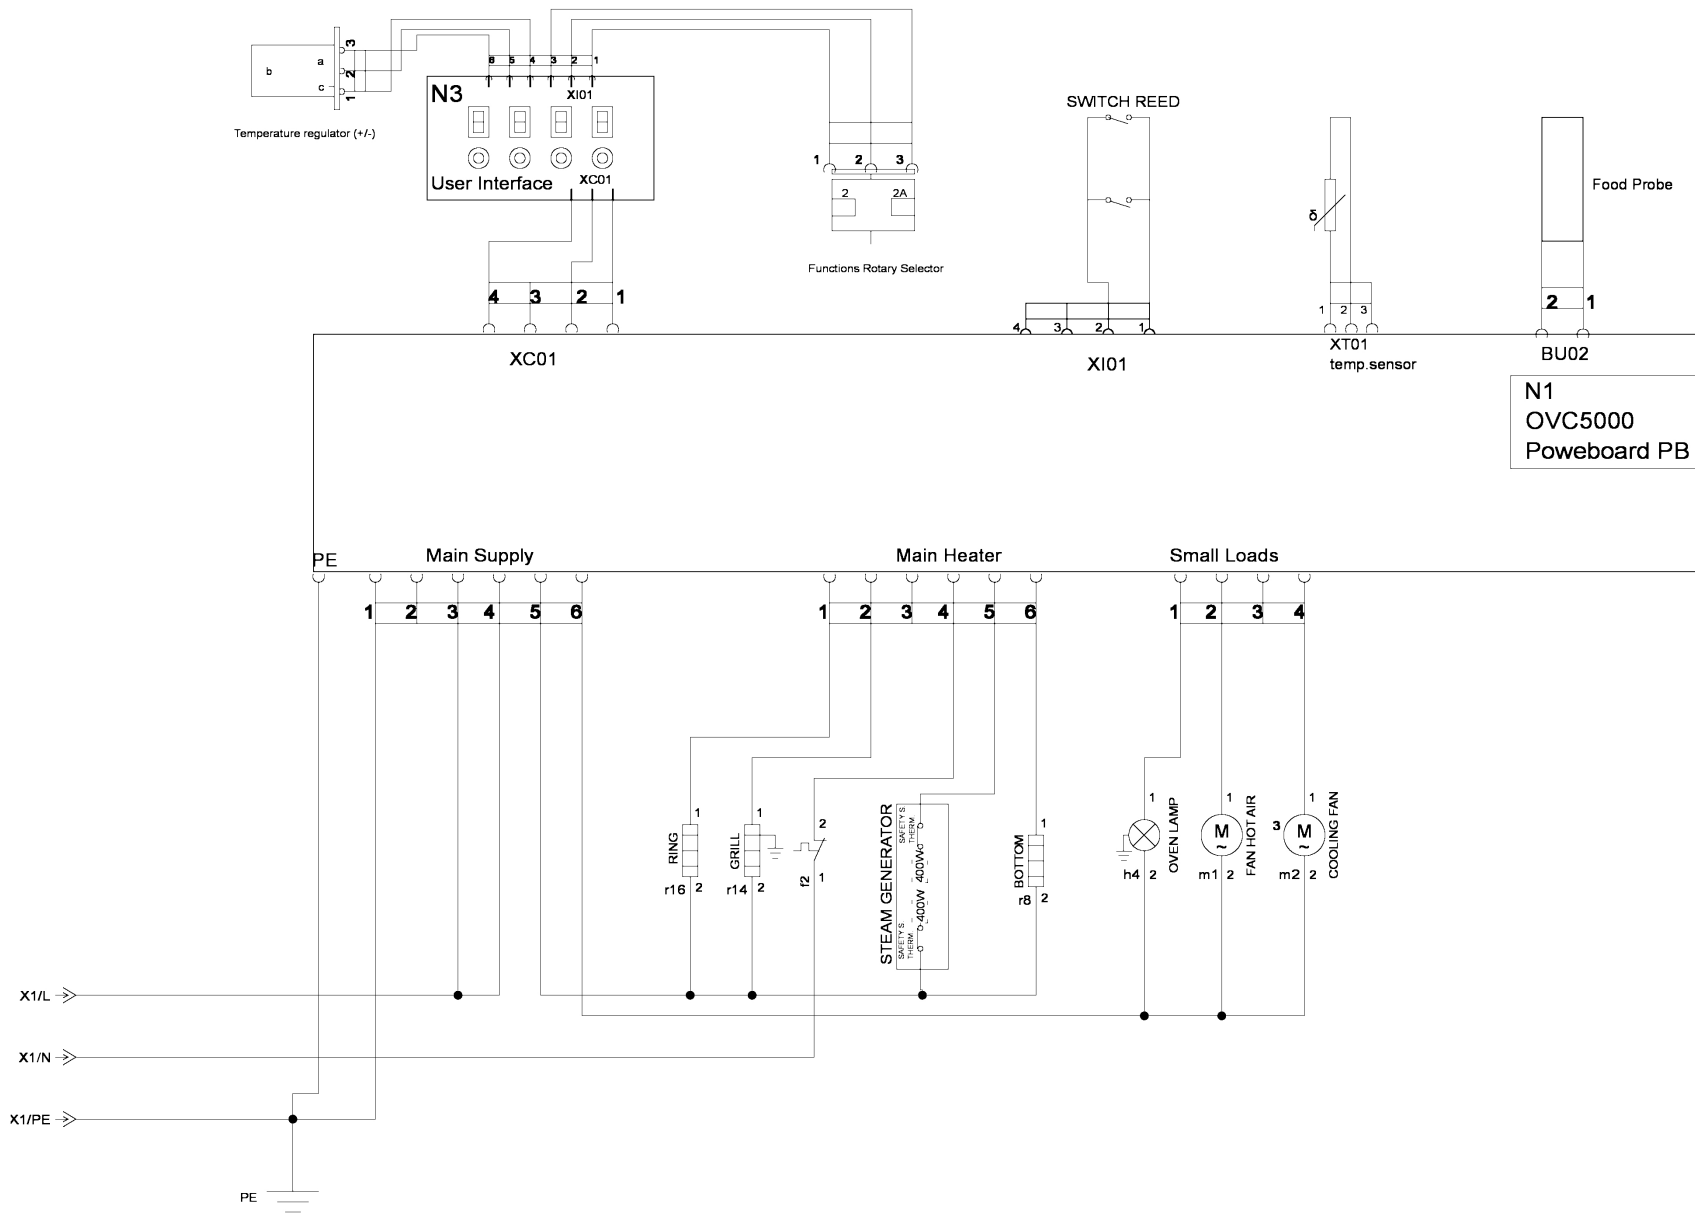 3
a
b
2
c
1
Temperature regulator (+/-)
6 5 4 3 2 1
N3
XI01
User Interface
XC01
4 3 2 1
XC01
1 2 3
2 2A
Functions Rotary Selector
SWITCH REED
4 3 2 1
XI01
δ
1 2 3
XT01
temp.sensor
Food Probe
2 1
BU02
N1
OVC5000
Poweboard PB
PE
Main Supply
Main Heater
Small Loads
1 2 3 4 5 6
1 2 3 4 5 6
1 2 3 4
RING
1
r16 2
GRILL
1
r14 2
2
f2 1
STEAM GENERATOR
SAFETY S
THERM.
400W
400W
SAFETY S
THERM.
BOTTOM
1
r8 2
1
OVEN LAMP
h4 2
1
M
~
FAN HOT AIR
m1 2
1
3 M
~
COOLING FAN
m2 2
X1/L
X1/N
X1/PE
PE